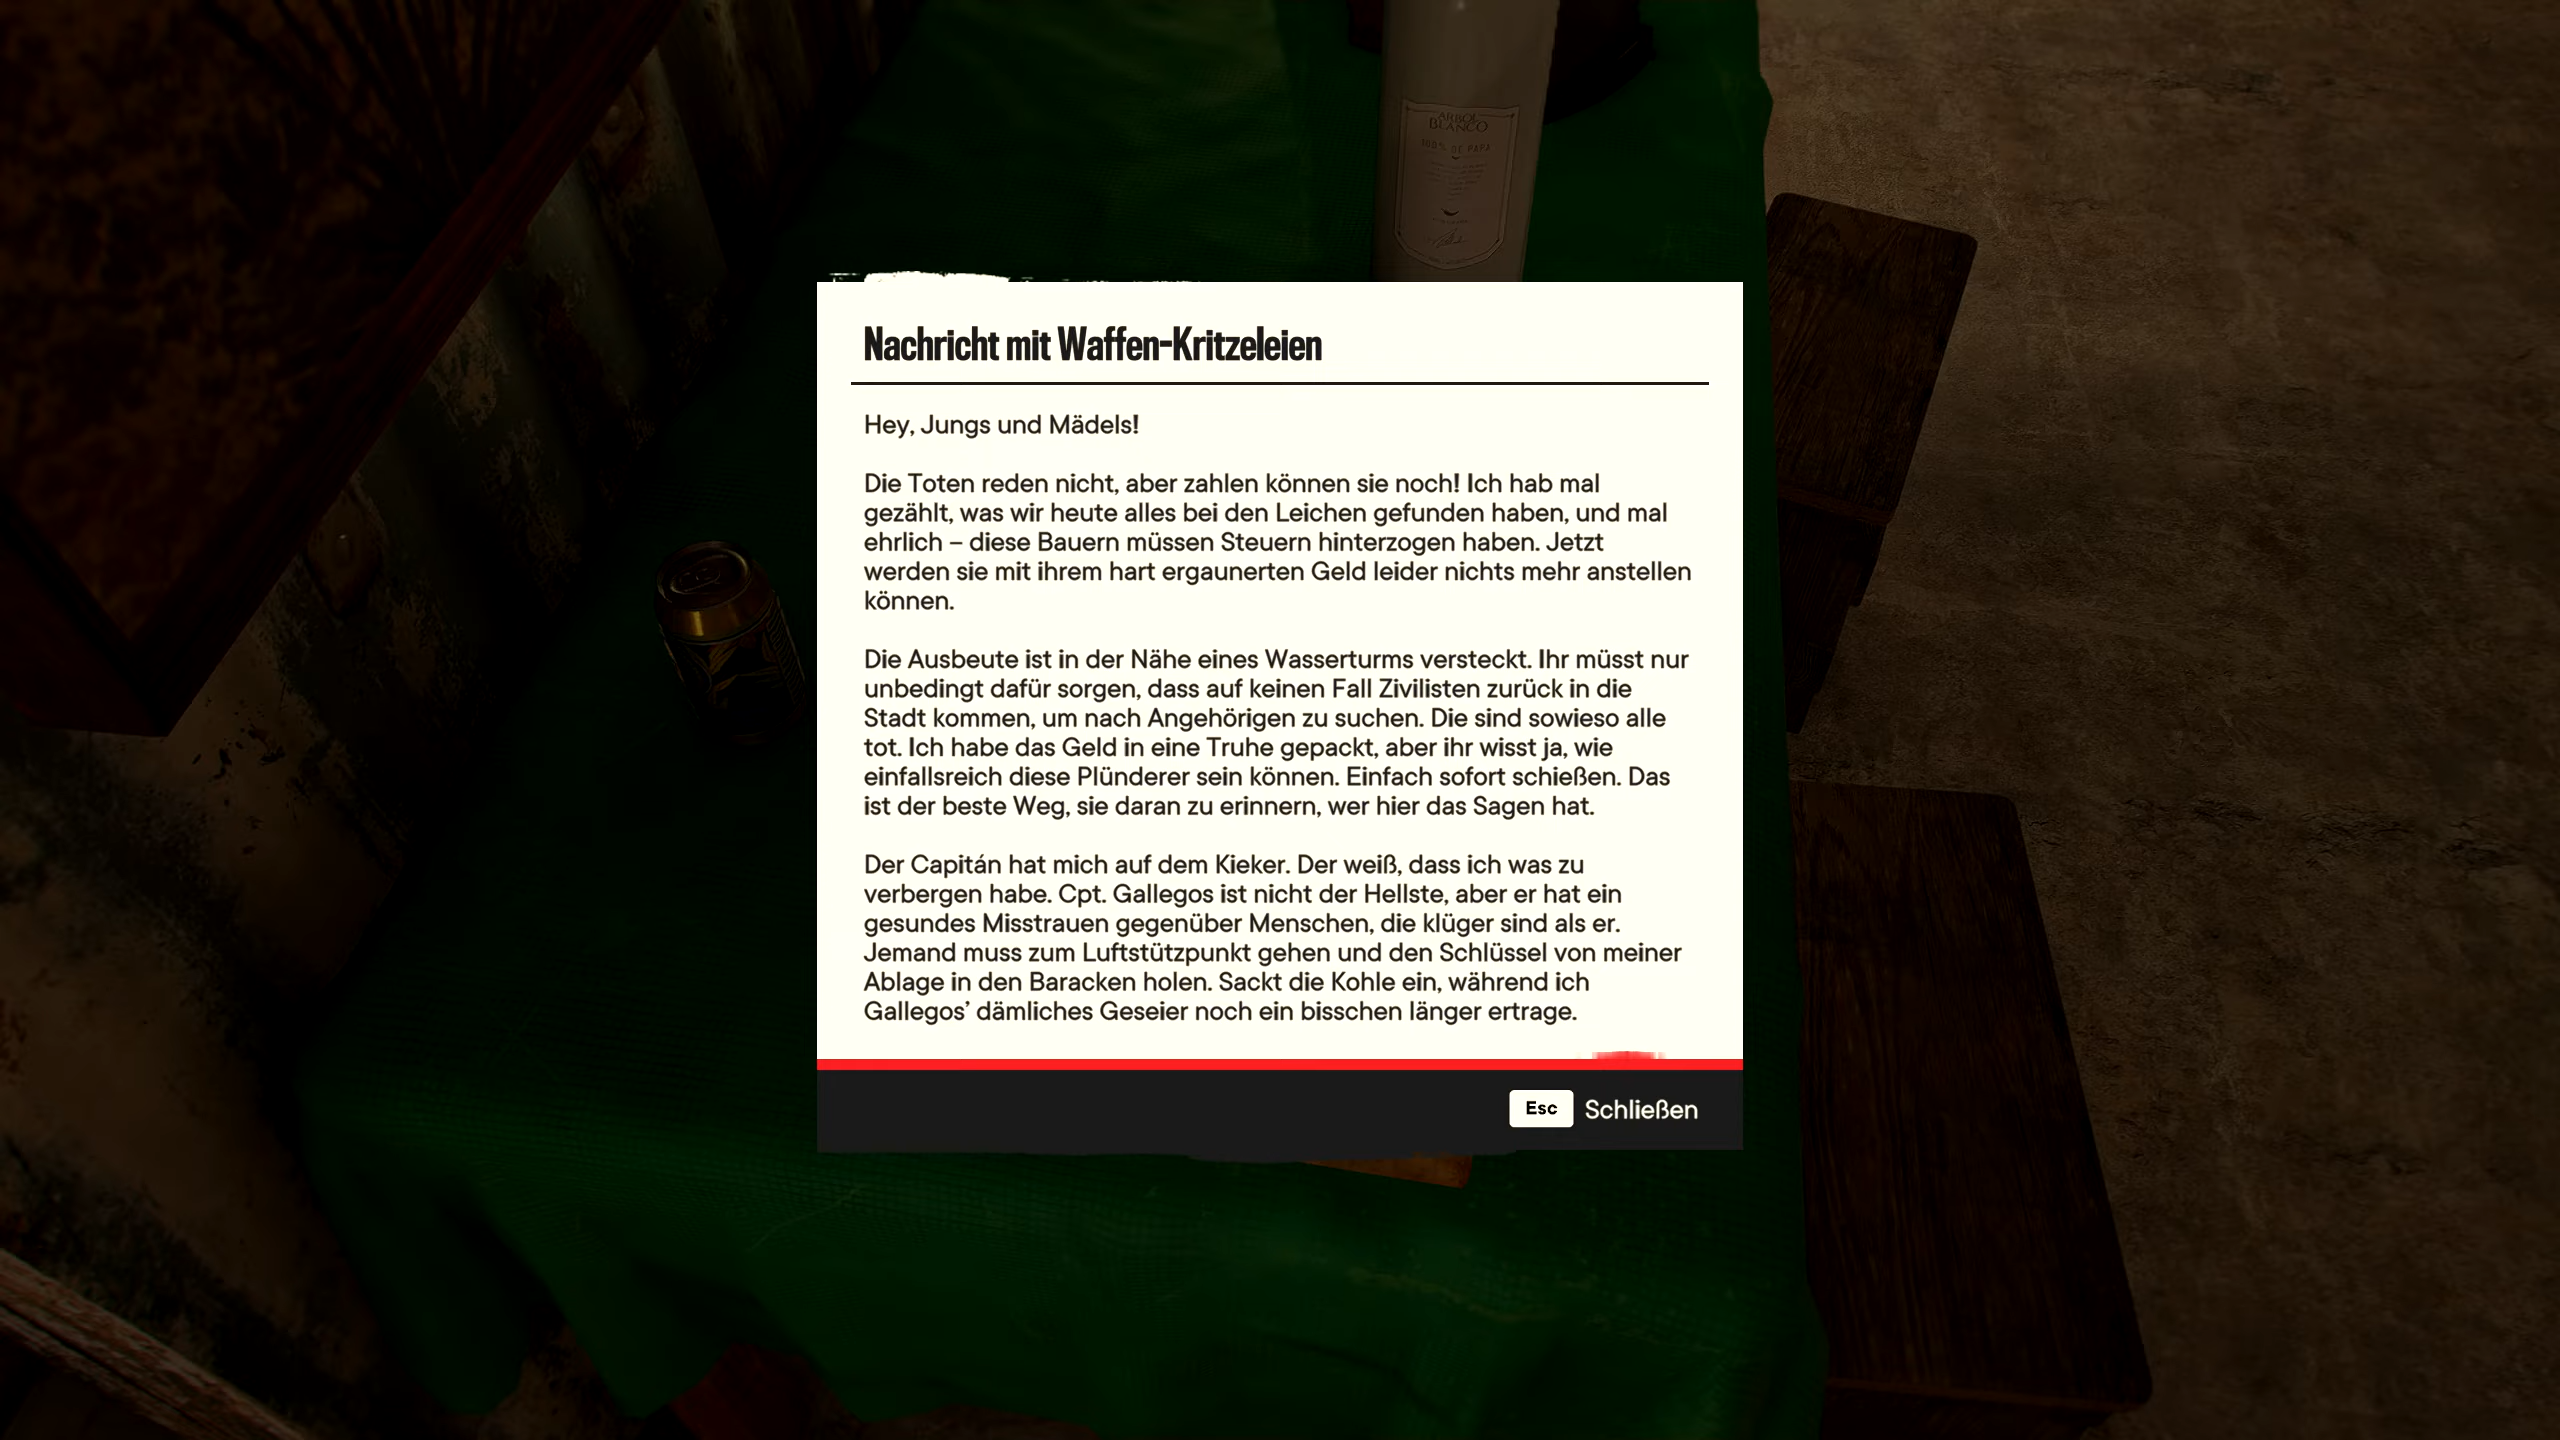 ARBOL
BLANCO
100% DE PAPA
Nachricht mit Waffen-Kritzeleien
Hey, Jungs und Mädels!
Die Toten reden nicht, aber zahlen können sie noch! Ich hab mal
gezählt, was wir heute alles bei den Leichen gefunden haben, und mal
ehrlich – diese Bauern müssen Steuern hinterzogen haben. Jetzt
werden sie mit ihrem hart ergaunerten Geld leider nichts mehr anstellen
können.
Die Ausbeute ist in der Nähe eines Wasserturms versteckt. Ihr müsst nur
unbedingt dafür sorgen, dass auf keinen Fall Zivilisten zurück in die
Stadt kommen, um nach Angehörigen zu suchen. Die sind sowieso alle
tot. Ich habe das Geld in eine Truhe gepackt, aber ihr wisst ja, wie
einfallsreich diese Plünderer sein können. Einfach sofort schießen. Das
ist der beste Weg, sie daran zu erinnern, wer hier das Sagen hat.
Der Capitán hat mich auf dem Kieker. Der weiß, dass ich was zu
verbergen habe. Cpt. Gallegos ist nicht der Hellste, aber er hat ein
gesundes Misstrauen gegenüber Menschen, die klüger sind als er.
Jemand muss zum Luftstützpunkt gehen und den Schlüssel von meiner
Ablage in den Baracken holen. Sackt die Kohle ein, während ich
Gallegos’ dämliches Geseier noch ein bisschen länger ertrage.
Esc Schließen